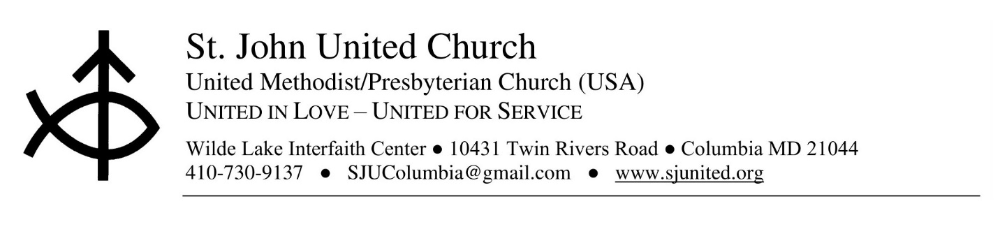 St. John United Church
United Methodist/Presbyterian Church (USA)
UNITED IN LOVE – UNITED FOR SERVICE
Wilde Lake Interfaith Center ● 10431 Twin Rivers Road ● Columbia MD 21044
410-730-9137 ● SJUColumbia@gmail.com ● www.sjunited.org